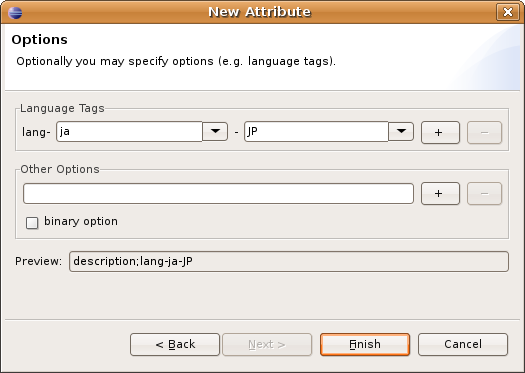 New Attribute
Options
Optionally you may specify options (e.g. language tags).
Language Tags
lang- ja - JP + -
Other Options
+ -
binary option
Preview: description;lang-ja-JP
< Back Next > Finish Cancel